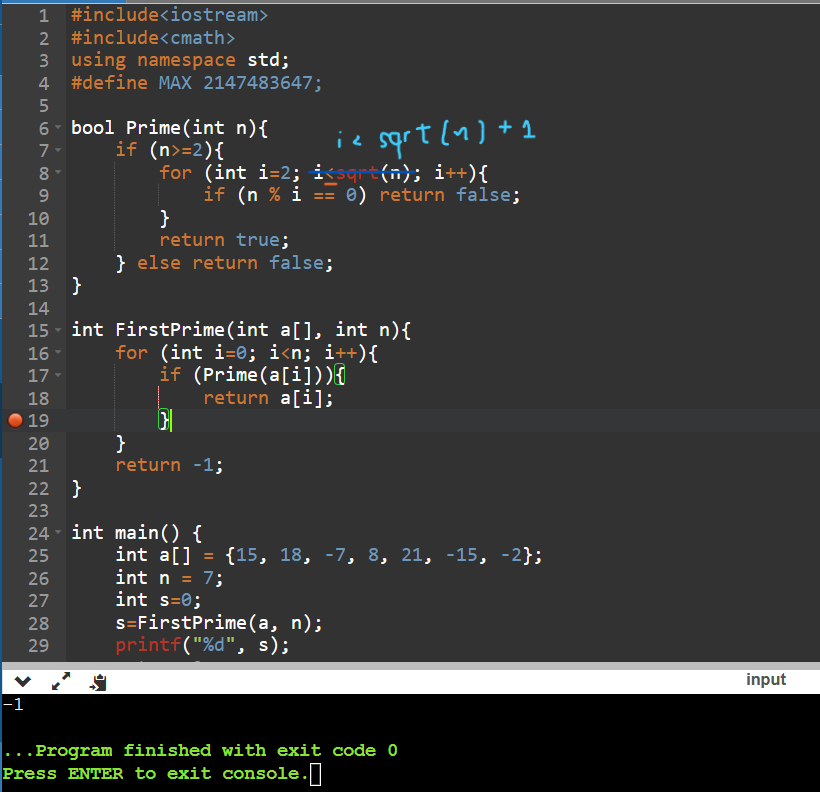 1 #include<iostream>
2 #include<cmath>
3 using namespace std;
4 #define MAX 2147483647;
5
6 bool Prime(int n){
i < sqrt(n) + 1
7     if (n>=2){
8         for (int i=2; i<sqrt(n); i++){
9             if (n % i == 0) return false;
10         }
11         return true;
12     } else return false;
13 }
14
15 int FirstPrime(int a[], int n){
16     for (int i=0; i<n; i++){
17         if (Prime(a[i])){
18             return a[i];
19         }
20     }
21     return -1;
22 }
23
24 int main() {
25     int a[] = {15, 18, -7, 8, 21, -15, -2};
26     int n = 7;
27     int s=0;
28     s=FirstPrime(a, n);
29     printf("%d", s);
input
-1
...Program finished with exit code 0
Press ENTER to exit console.